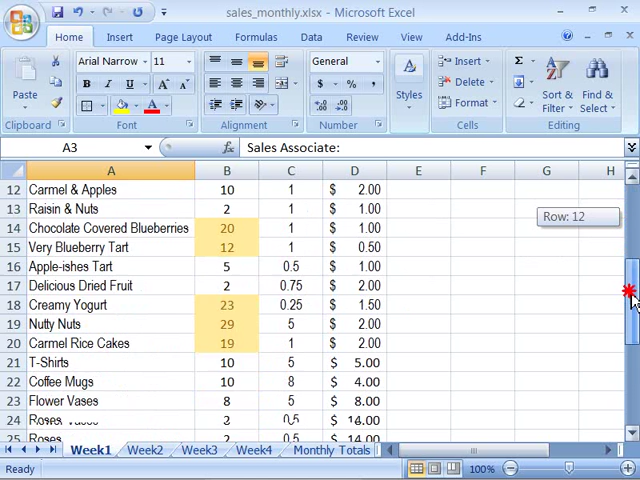 sales_monthly.xlsx - Microsoft Excel
Home Insert Page Layout Formulas Data Review View Add-Ins
Arial Narrow 11 General Insert
Paste B I U A A $ % , Styles Delete Sort & Filter Find & Select
A Format
Clipboard Font Alignment Number Cells Editing
A3 fx Sales Associate:
A B C D E F G H
12 Carmel & Apples 10 1 $ 2.00
13 Raisin & Nuts 2 1 $ 1.00 Row: 12
14 Chocolate Covered Blueberries 20 1 $ 1.00
15 Very Blueberry Tart 12 1 $ 0.50
16 Apple-ishes Tart 5 0.5 $ 1.00
17 Delicious Dried Fruit 2 0.75 $ 2.00
18 Creamy Yogurt 23 0.25 $ 1.50
19 Nutty Nuts 29 5 $ 2.00
20 Carmel Rice Cakes 19 1 $ 2.00
21 T-Shirts 10 5 $ 5.00
22 Coffee Mugs 10 8 $ 4.00
23 Flower Vases 8 5 $ 8.00
24 $
25 Roses 2 0.5 $ 14.00
Week1 Week2 Week3 Week4 Monthly Totals
Ready 100%